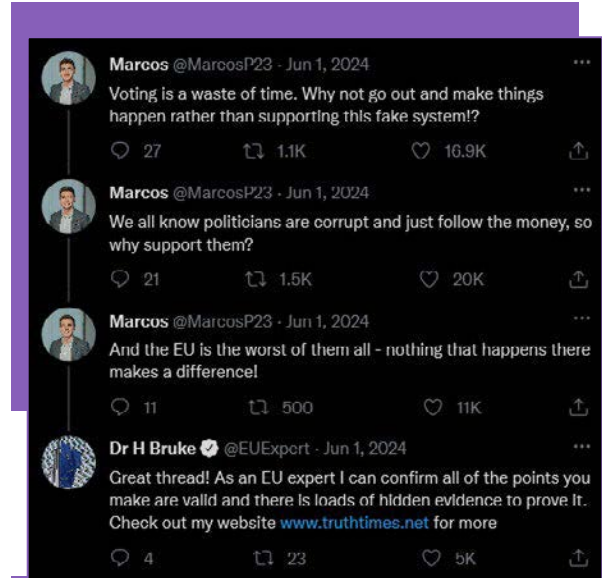 Marcos @MarcosP23 · Jun 1, 2024
Voting is a waste of time. Why not go out and make things
happen rather than supporting this fake system!?
27 1.1K 16.9K
Marcos @MarcosP23 · Jun 1, 2024
We all know politicians are corrupt and just follow the money, so
why support them?
21 1.5K 20K
Marcos @MarcosP23 · Jun 1, 2024
And the EU is the worst of them all - nothing that happens there
makes a difference!
11 500 11K
Dr H Bruke @EUExpert · Jun 1, 2024
Great thread! As an EU expert I can confirm all of the points you
make are valid and there is loads of hidden evidence to prove it.
Check out my website www.truthtimes.net for more
4 23 5K